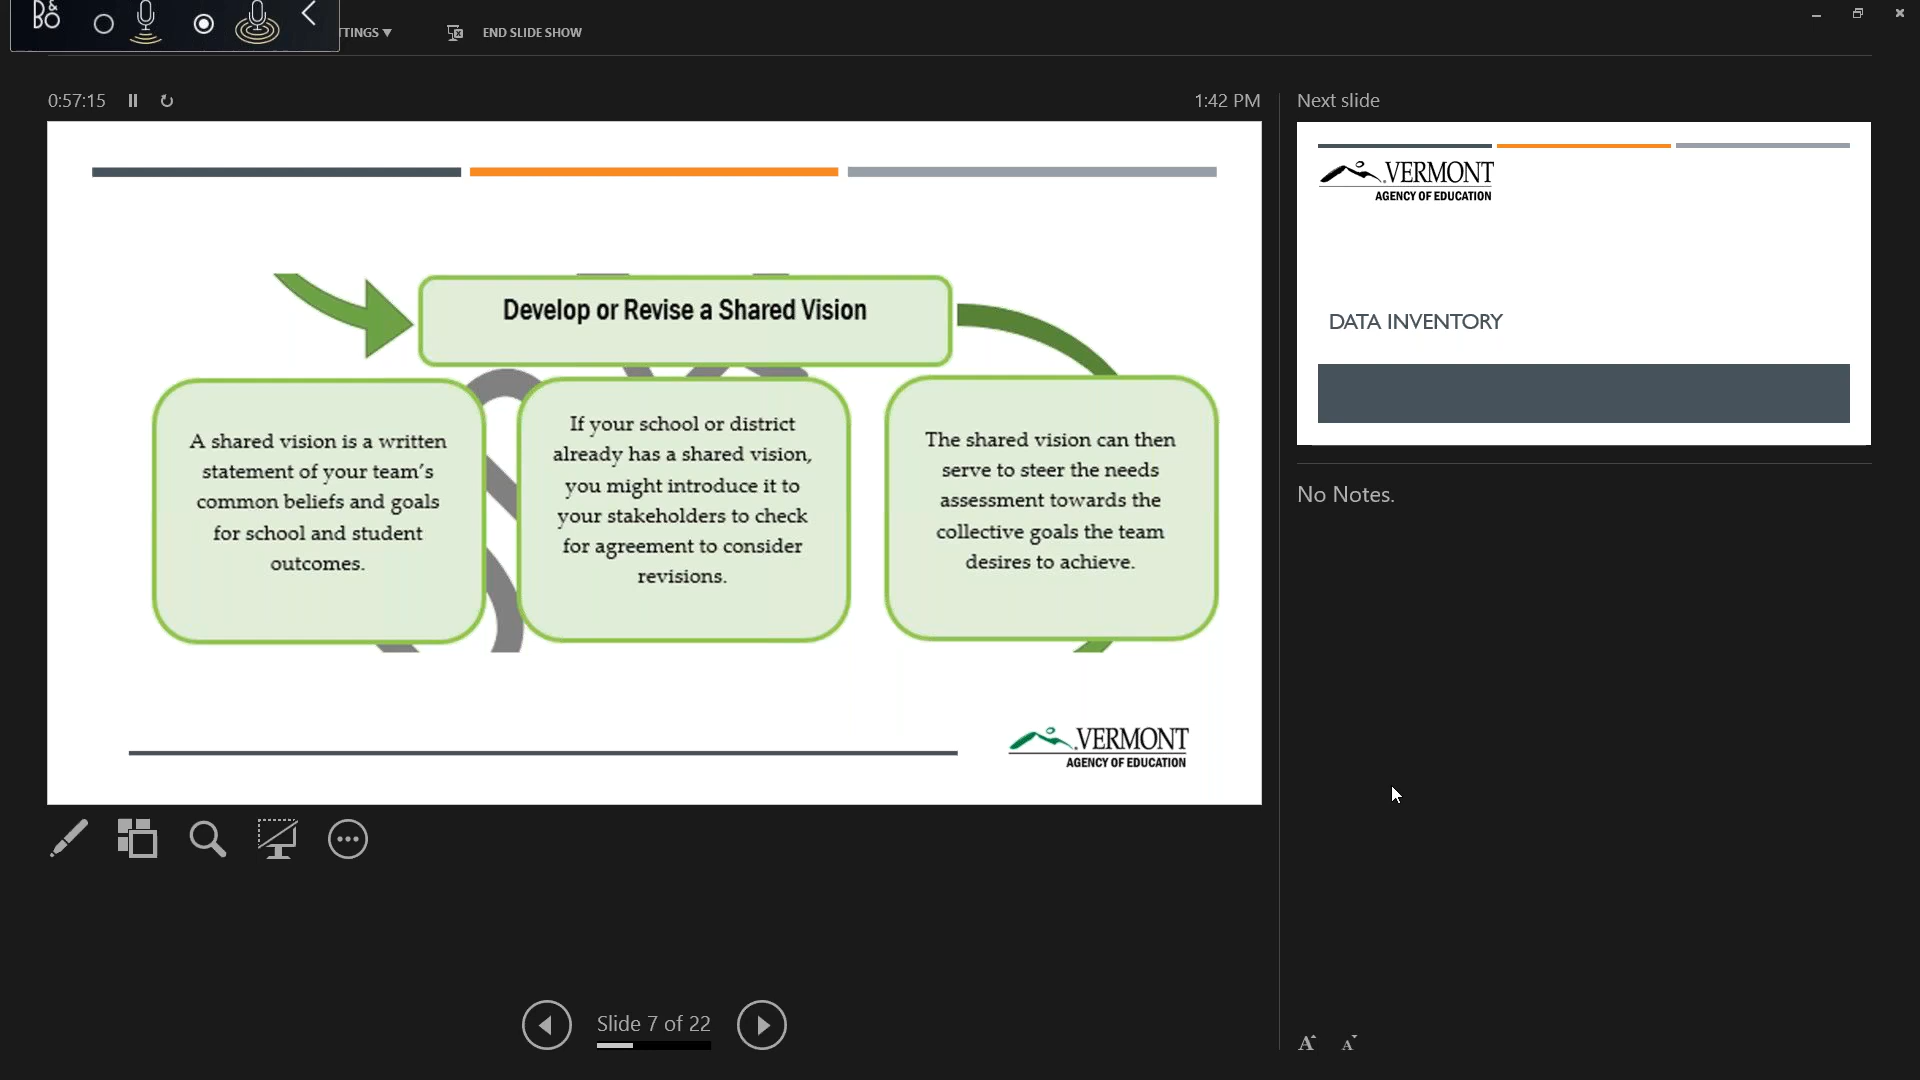 B&O
TTINGS ▼
END SLIDE SHOW
0:57:15
1:42 PM
Next slide
Develop or Revise a Shared Vision
A shared vision is a written
statement of your team's
common beliefs and goals
for school and student
outcomes.
If your school or district
already has a shared vision,
you might introduce it to
your stakeholders to check
for agreement to consider
revisions.
The shared vision can then
serve to steer the needs
assessment towards the
collective goals the team
desires to achieve.
VERMONT
AGENCY OF EDUCATION
VERMONT
AGENCY OF EDUCATION
DATA INVENTORY
No Notes.
Slide 7 of 22
A A